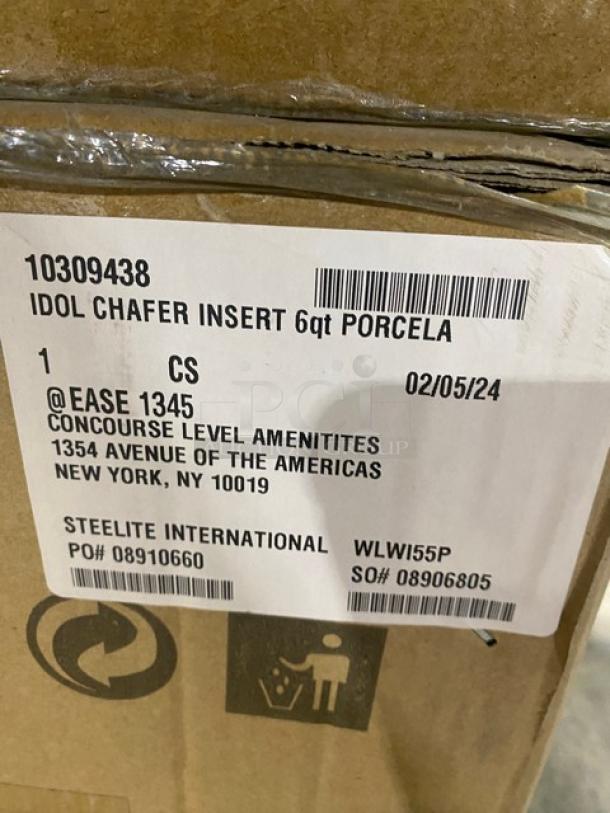 10309438
IDOL CHAFER INSERT 6qt PORCELA
1 CS 02/05/24
@EASE 1345
CONCOURSE LEVEL AMENITITES
1354 AVENUE OF THE AMERICAS
NEW YORK, NY 10019
STEELITE INTERNATIONAL WLWI55P
PO# 08910660 SO# 08906805
PCI